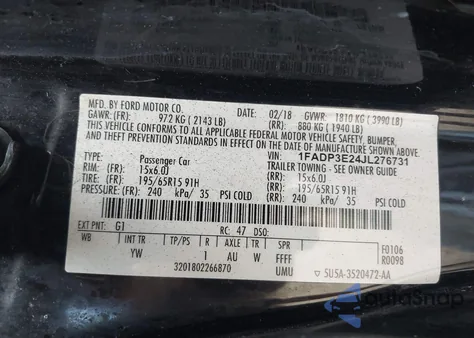 MFD. BY FORD MOTOR CO.
02/18 GVWR: 1810 KG (3990 LB)
GAWR: (FR): 972 KG (2143 LB) (RR): 880 KG (1940 LB)
THIS VEHICLE CONFORMS TO ALL APPLICABLE FEDERAL MOTOR VEHICLE SAFETY, BUMPER,
AND THEFT PREVENTION STANDARDS IN EFFECT ON THE DATE OF MANUFACTURE SHOWN ABOVE.
VIN: 1FADP3E24JL276731
Passenger Car TRAILER TOWING - SEE OWNER GUIDE
RIM: (FR) 15x6.0J (RR): 15x6.0J
TIRE: (FR) 195/65R15 91H (RR): 195/65R15 91H
PRESSURE: (FR) 240 kPa/ 35 PSI COLD (RR): 240 kPa/ 35 PSI COLD
EXT PNT: G1 RC: 47 DSO:
WB INT TR TP/PS R AXLE TR SPR
YW 1 AU W N
F0106
R0098
3201802266870 UMU 5U5A-3520472-AA
autoSnap